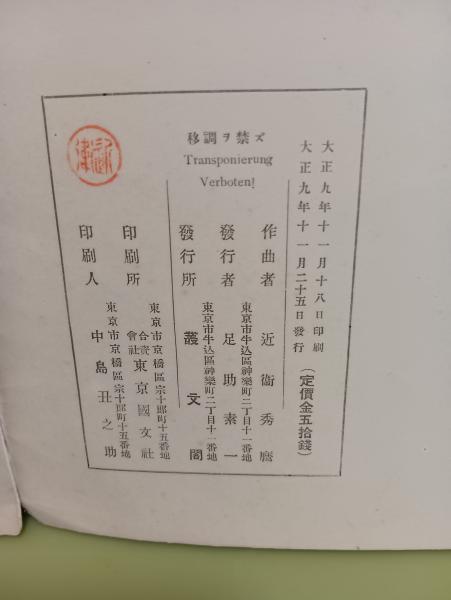 移調ヲ禁ズ
Transponierung
Verboten!
大正九年十一月十八日印刷
大正九年十一月二十五日發行
(定價金五拾錢)
作曲者 近衞秀麿
東京市牛込區神樂町二丁目十一番地
發行者 足助素一
東京市牛込區神樂町二丁目十一番地
發行所 叢文閣
東京市京橋區宗十郎町十五番地
印刷所 合資會社 東京國文社
東京市京橋區宗十郎町十五番地
印刷人 中島丑之助